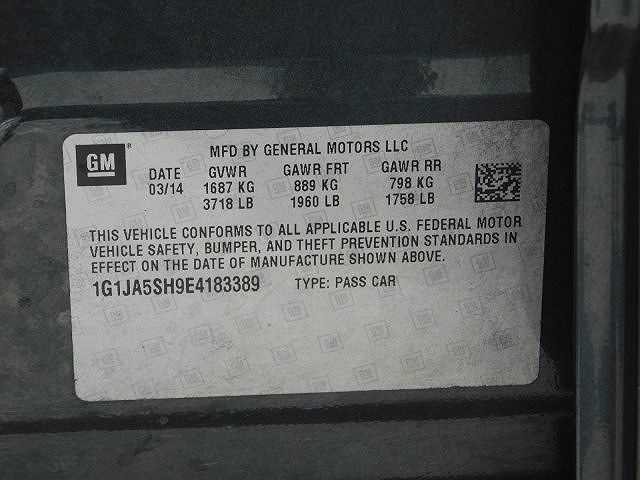 GM® MFD BY GENERAL MOTORS LLC
DATE GVWR GAWR FRT GAWR RR
03/14 1687 KG 889 KG 798 KG
3718 LB 1960 LB 1758 LB
THIS VEHICLE CONFORMS TO ALL APPLICABLE U.S. FEDERAL MOTOR
VEHICLE SAFETY, BUMPER, AND THEFT PREVENTION STANDARDS IN
EFFECT ON THE DATE OF MANUFACTURE SHOWN ABOVE.
1G1JA5SH9E4183389 TYPE: PASS CAR